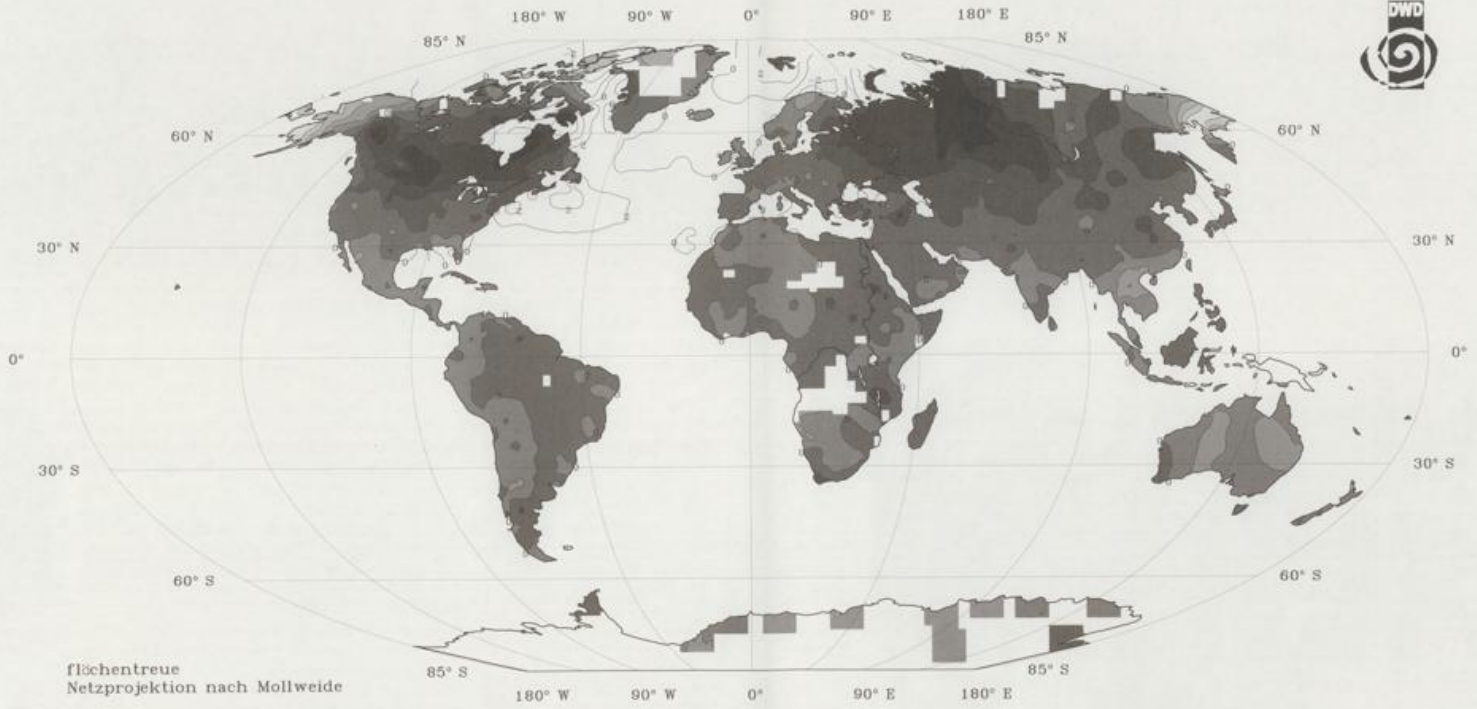 180° W 90° W 0° 90° E 180° E
DWD
85° N 85° N
60° N 60° N
30° N 30° N
0° 0°
30° S 30° S
60° S 60° S
85° S 85° S
flächentreue
Netzprojektion nach Mollweide
180° W 90° W 0° 90° E 180° E